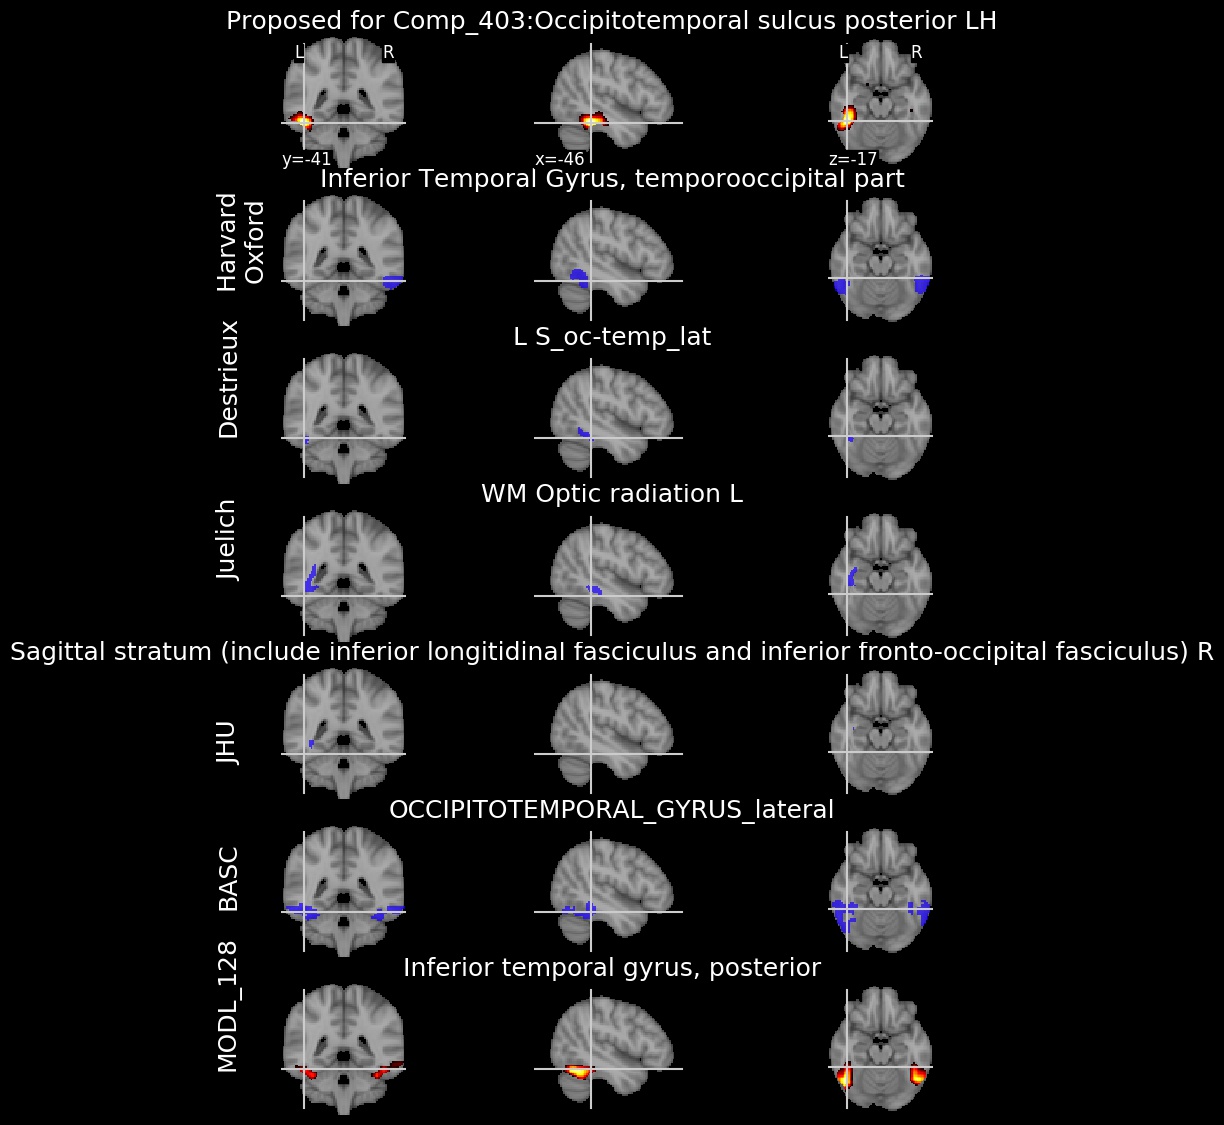 Proposed for Comp_403:Occipitotemporal sulcus posterior LH
L R L R
y=-41 x=-46 z=-17
Inferior Temporal Gyrus, temporooccipital part
Harvard
Oxford
L S_oc-temp_lat
Destrieux
WM Optic radiation L
Juelich
Sagittal stratum (include inferior longitidinal fasciculus and inferior fronto-occipital fasciculus) R
JHU
OCCIPITOTEMPORAL_GYRUS_lateral
BASC
Inferior temporal gyrus, posterior
MODL_128